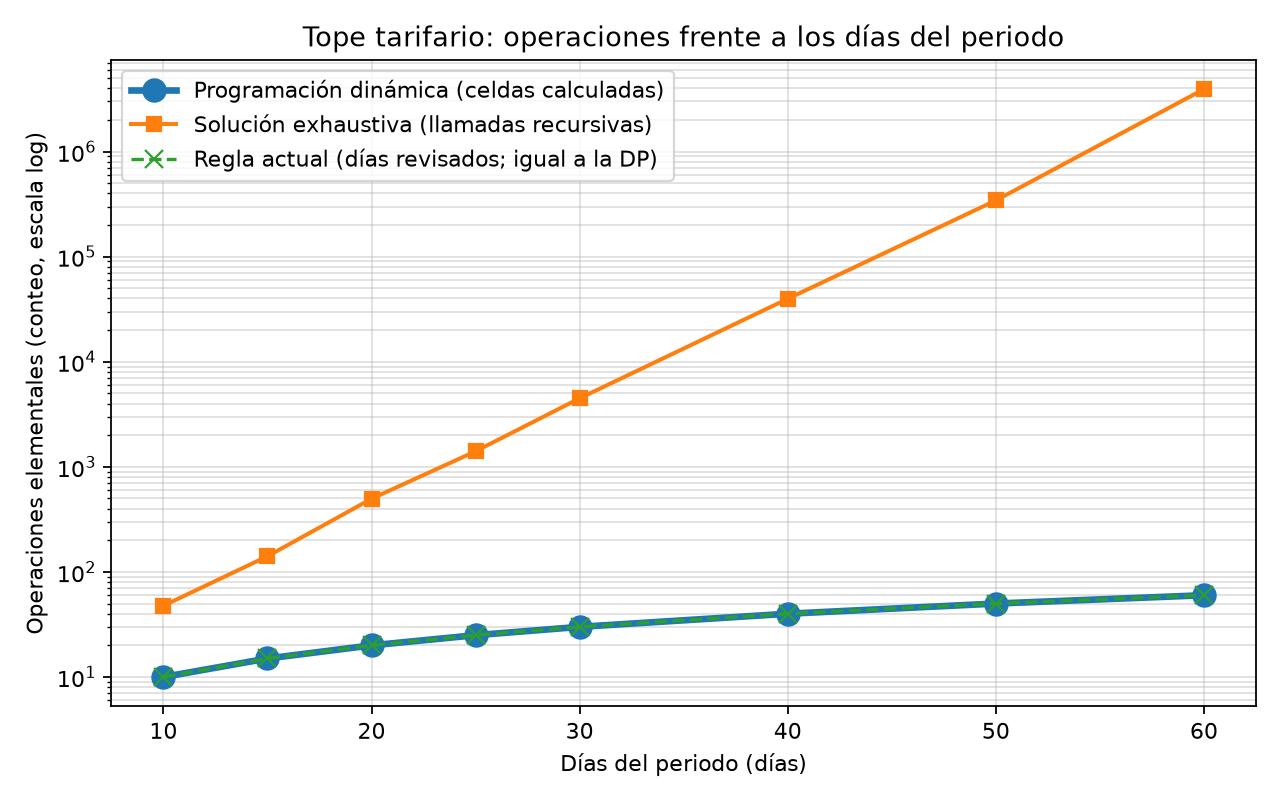 Tope tarifario: operaciones frente a los días del periodo
Programación dinámica (celdas calculadas)
Solución exhaustiva (llamadas recursivas)
Regla actual (días revisados; igual a la DP)
Operaciones elementales (conteo, escala log)
10⁶
10⁵
10⁴
10³
10²
10¹
10 20 30 40 50 60
Días del periodo (días)